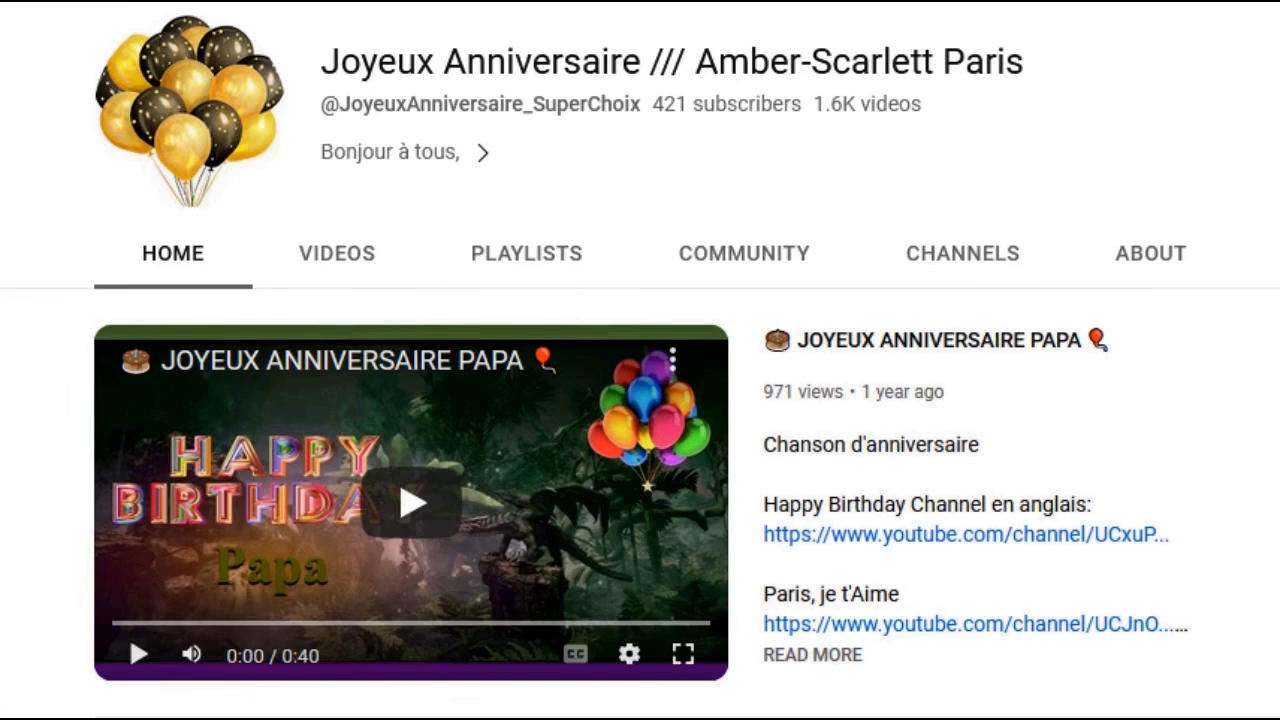 Joyeux Anniversaire /// Amber-Scarlett Paris
@JoyeuxAnniversaire_SuperChoix 421 subscribers 1.6K videos
Bonjour à tous,
HOME VIDEOS PLAYLISTS COMMUNITY CHANNELS ABOUT
JOYEUX ANNIVERSAIRE PAPA
HAPPY
BIRTHDAY
Papa
0:00 / 0:40
CC
JOYEUX ANNIVERSAIRE PAPA
971 views • 1 year ago
Chanson d'anniversaire
Happy Birthday Channel en anglais:
https://www.youtube.com/channel/UCxuP...
Paris, je t'Aime
https://www.youtube.com/channel/UCJnO......
READ MORE